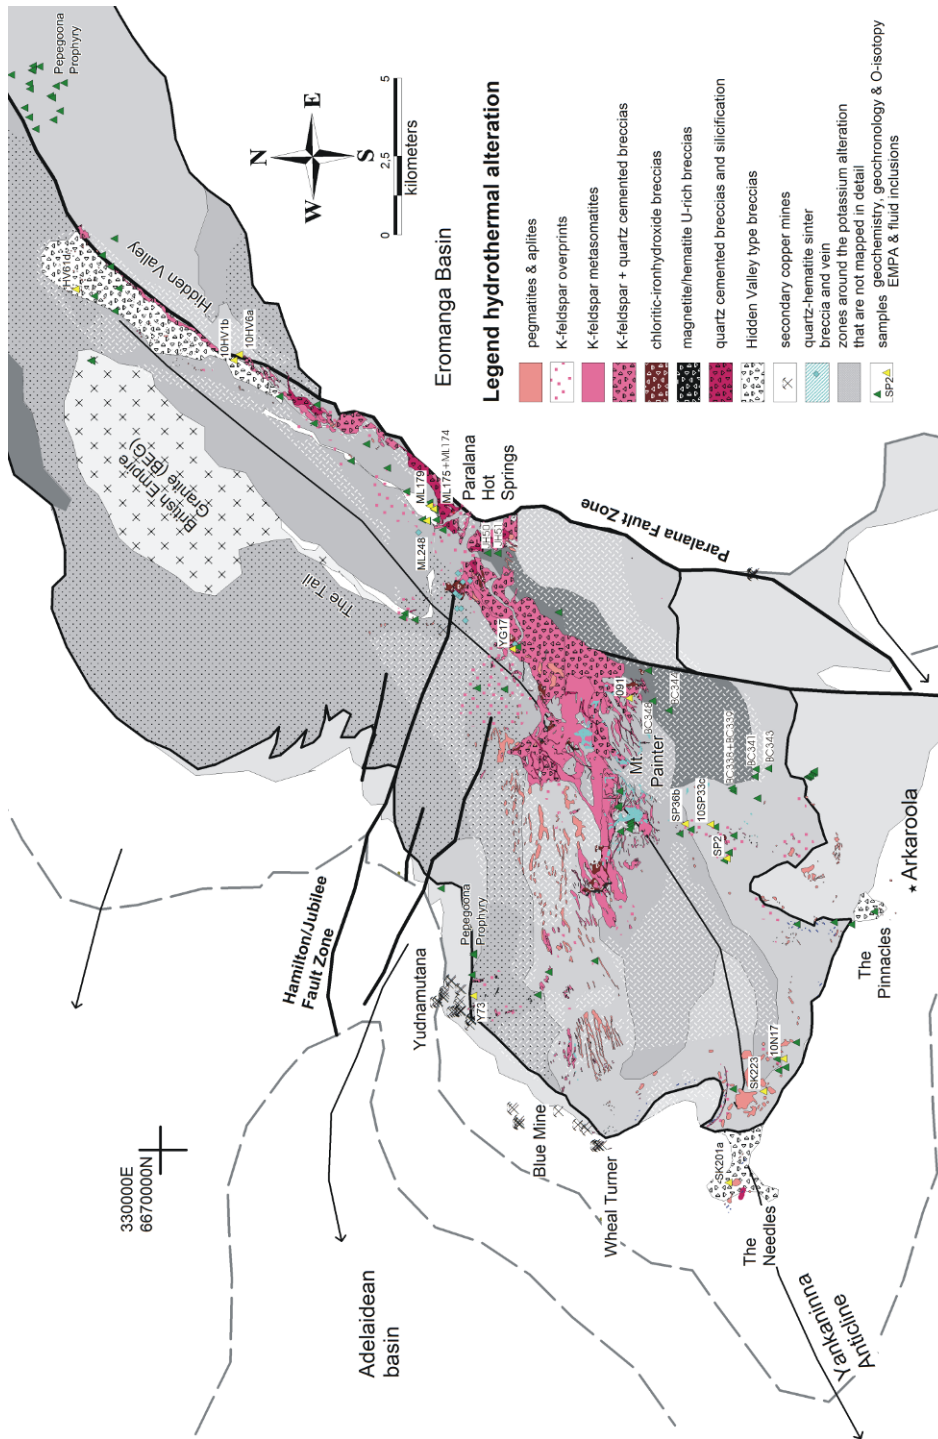 Pepegoona
Prophyry
HV61d
Hidden Valley
10HV1b
10HV6a
British Empire
Granite (BEG)
The Tail
N
E
S
W
0
2.5
5
kilometers
Eromanga Basin
Legend hydrothermal alteration
pegmatites & aplites
K-feldspar overprints
K-feldspar metasomatites
K-feldspar + quartz cemented breccias
chloritic-ironhydroxide breccias
magnetite/hematite U-rich breccias
quartz cemented breccias and silicification
Hidden Valley type breccias
secondary copper mines
quartz-hematite sinter
breccia and vein
zones around the potassium alteration
that are not mapped in detail
samples geochemistry, geochronology & O-isotopy
EMPA & fluid inclusions
SP2
ML179
ML175+ML174
ML248
Paralana
Hot
Springs
JH50
JH51
YG17
Paralana Fault Zone
Hamilton/Jubilee
Fault Zone
Yudnamutana
Pepegoona
Prophyry
Y73
Mt.
Painter
BC348
BC344
BC338+BC339
BC341
BC343
SP36b
10SP33c
SP2
Arkaroola
The
Pinnacles
10N17
SK223
SK201a
The
Needles
Blue Mine
Wheal Turner
330000E
6670000N
Adelaidean
basin
Yankaninna
Anticline